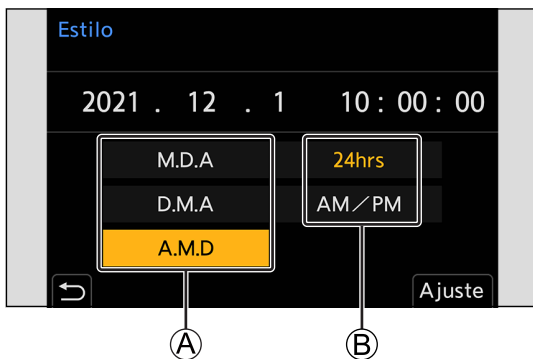 Estilo
2021 . 12 . 1 10 : 00 : 00
M.D.A 24hrs
D.M.A AM／PM
A.M.D
Ajuste
Ⓐ Ⓑ